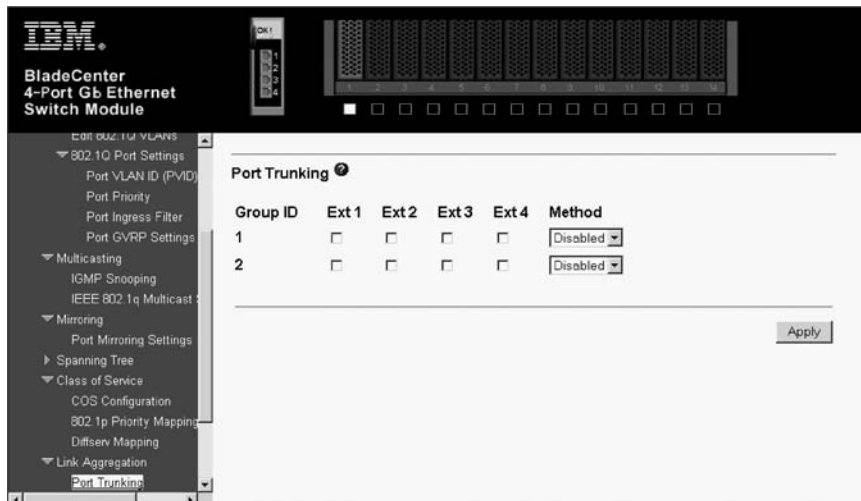 IBM.
BladeCenter
4-Port Gb Ethernet
Switch Module
OK!
1
2
3
4
1 2 3 4 5 6 7 8 9 10 11 12 13 14
Edit 802.1Q VLANs
802.1Q Port Settings
Port VLAN ID (PVID)
Port Priority
Port Ingress Filter
Port GVRP Settings
Multicasting
IGMP Snooping
IEEE 802.1q Multicast
Mirroring
Port Mirroring Settings
Spanning Tree
Class of Service
COS Configuration
802.1p Priority Mapping
Diffserv Mapping
Link Aggregation
Port Trunking
Port Trunking ?
Group ID Ext 1 Ext 2 Ext 3 Ext 4 Method
1 Disabled
2 Disabled
Apply